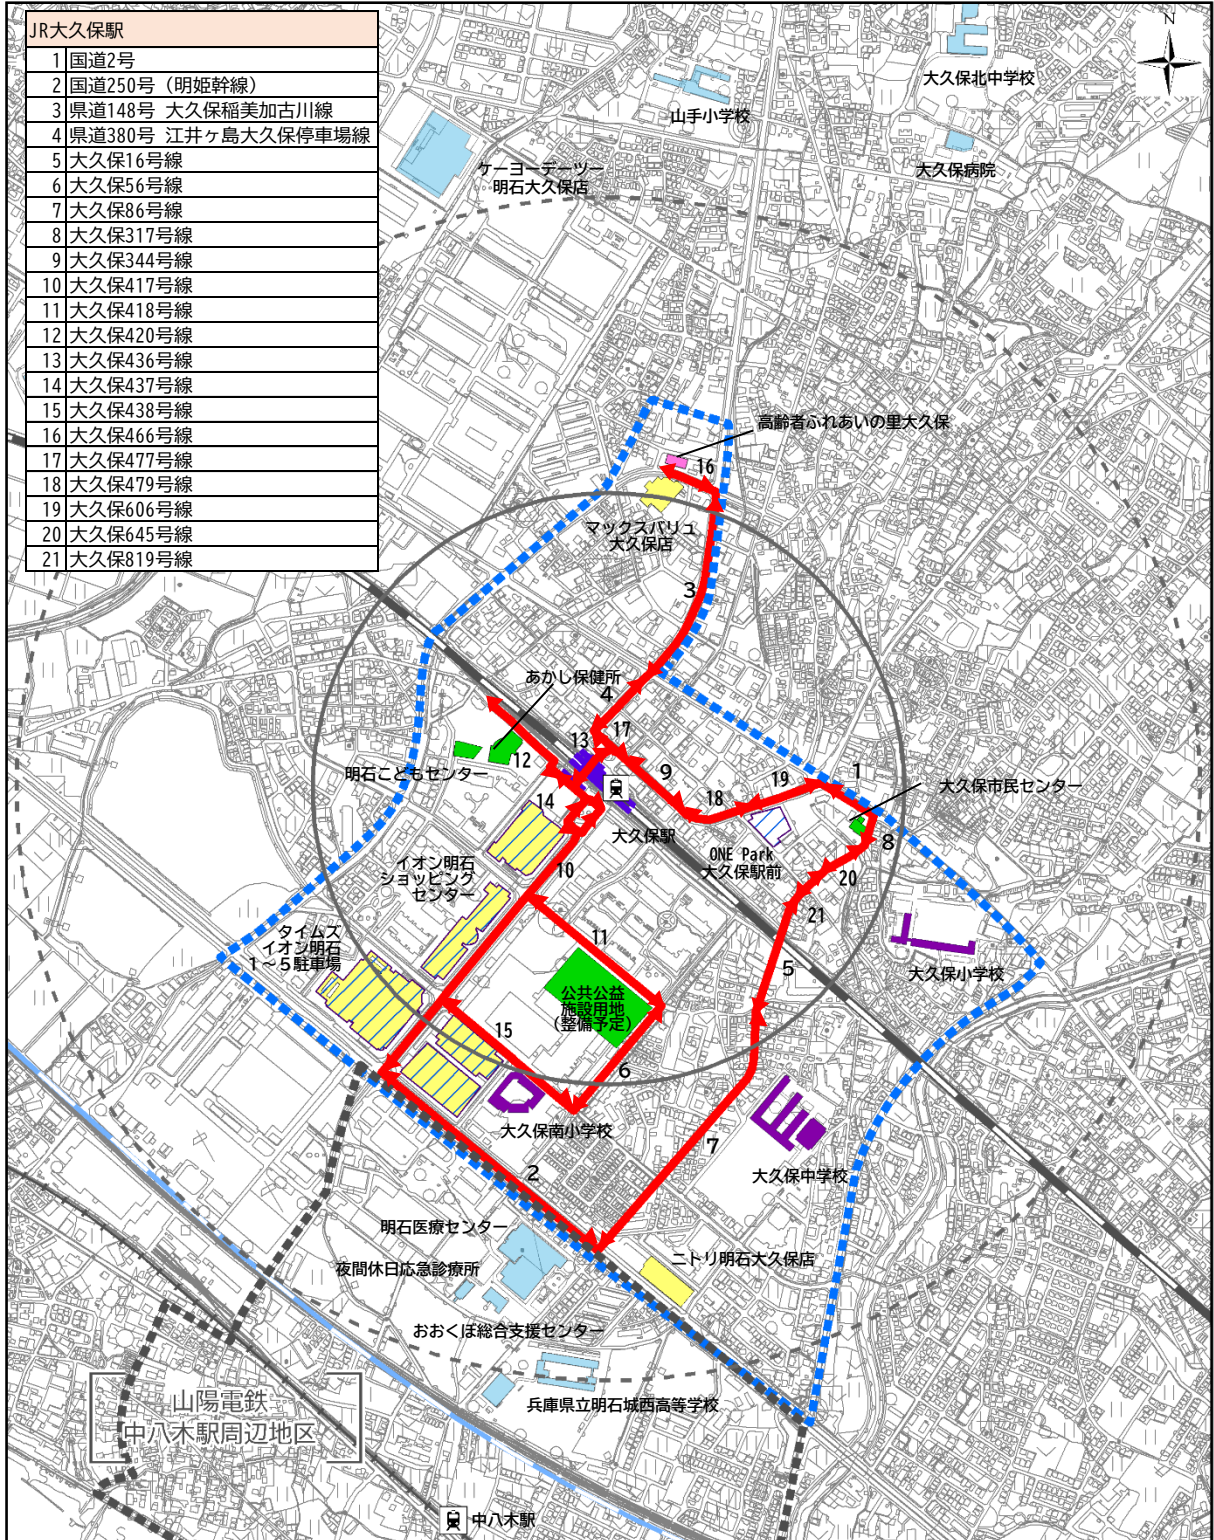 JR大久保駅
1 国道2号
2 国道250号（明姫幹線）
3 県道148号 大久保稲美加古川線
4 県道380号 江井ヶ島大久保停車場線
5 大久保16号線
6 大久保56号線
7 大久保86号線
8 大久保317号線
9 大久保344号線
10 大久保417号線
11 大久保418号線
12 大久保420号線
13 大久保436号線
14 大久保437号線
15 大久保438号線
16 大久保466号線
17 大久保477号線
18 大久保479号線
19 大久保606号線
20 大久保645号線
21 大久保819号線
N
大久保北中学校
山手小学校
大久保病院
ケーヨーデーツー
明石大久保店
高齢者ふれあいの里大久保
16
マックスバリュ
大久保店
3
あかし保健所
4
17
13
12
明石こどもセンター
9
19
1
大久保市民センター
14
18
大久保駅
8
10
ONE Park
大久保駅前
20
イオン明石
ショッピング
センター
21
11
タイムズ
イオン明石
1～5駐車場
5
大久保小学校
公共公益
施設用地
(整備予定)
15
6
大久保南小学校
7
2
大久保中学校
明石医療センター
ニトリ明石大久保店
夜間休日応急診療所
おおくぼ総合支援センター
兵庫県立明石城西高等学校
山陽電鉄
中八木駅周辺地区
中八木駅